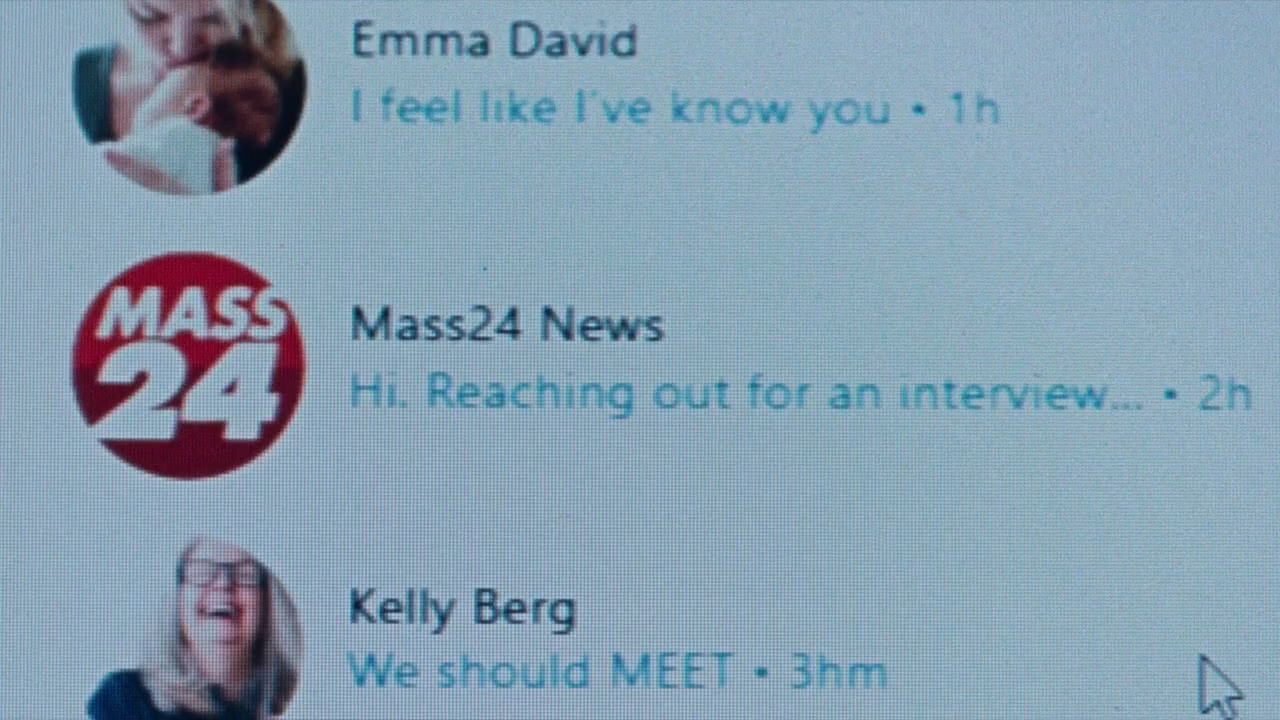 Emma David
I feel like I've know you • 1h
MASS
24
Mass24 News
Hi. Reaching out for an interview... • 2h
Kelly Berg
We should MEET • 3hm